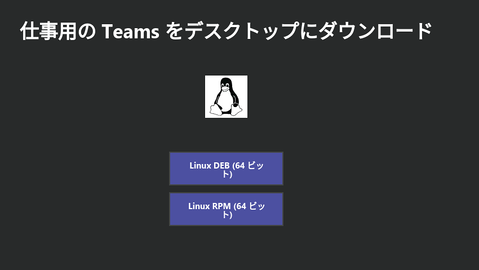 仕事用の Teams をデスクトップにダウンロード
Linux DEB (64 ビッ
ト)
Linux RPM (64 ビッ
ト)